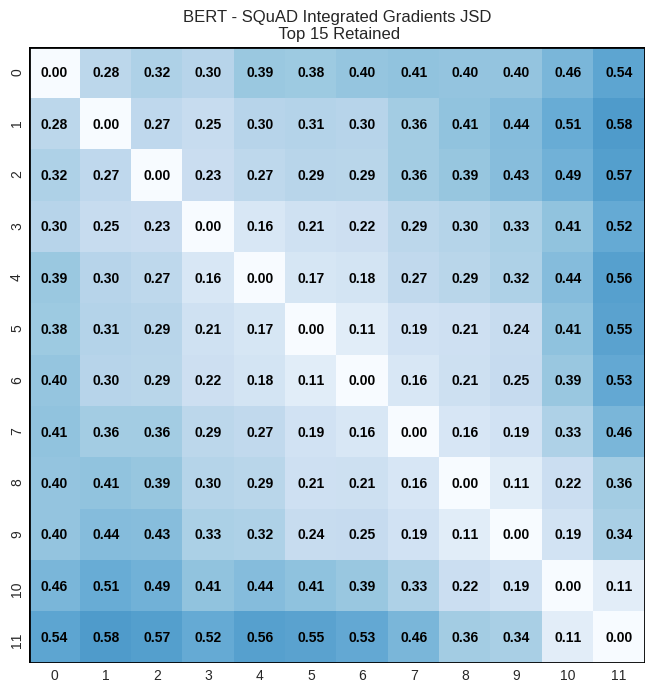 BERT - SQuAD Integrated Gradients JSD
Top 15 Retained
0 0.00 0.28 0.32 0.30 0.39 0.38 0.40 0.41 0.40 0.40 0.46 0.54
1 0.28 0.00 0.27 0.25 0.30 0.31 0.30 0.36 0.41 0.44 0.51 0.58
2 0.32 0.27 0.00 0.23 0.27 0.29 0.29 0.36 0.39 0.43 0.49 0.57
3 0.30 0.25 0.23 0.00 0.16 0.21 0.22 0.29 0.30 0.33 0.41 0.52
4 0.39 0.30 0.27 0.16 0.00 0.17 0.18 0.27 0.29 0.32 0.44 0.56
5 0.38 0.31 0.29 0.21 0.17 0.00 0.11 0.19 0.21 0.24 0.41 0.55
6 0.40 0.30 0.29 0.22 0.18 0.11 0.00 0.16 0.21 0.25 0.39 0.53
7 0.41 0.36 0.36 0.29 0.27 0.19 0.16 0.00 0.16 0.19 0.33 0.46
8 0.40 0.41 0.39 0.30 0.29 0.21 0.21 0.16 0.00 0.11 0.22 0.36
9 0.40 0.44 0.43 0.33 0.32 0.24 0.25 0.19 0.11 0.00 0.19 0.34
10 0.46 0.51 0.49 0.41 0.44 0.41 0.39 0.33 0.22 0.19 0.00 0.11
11 0.54 0.58 0.57 0.52 0.56 0.55 0.53 0.46 0.36 0.34 0.11 0.00
0 1 2 3 4 5 6 7 8 9 10 11